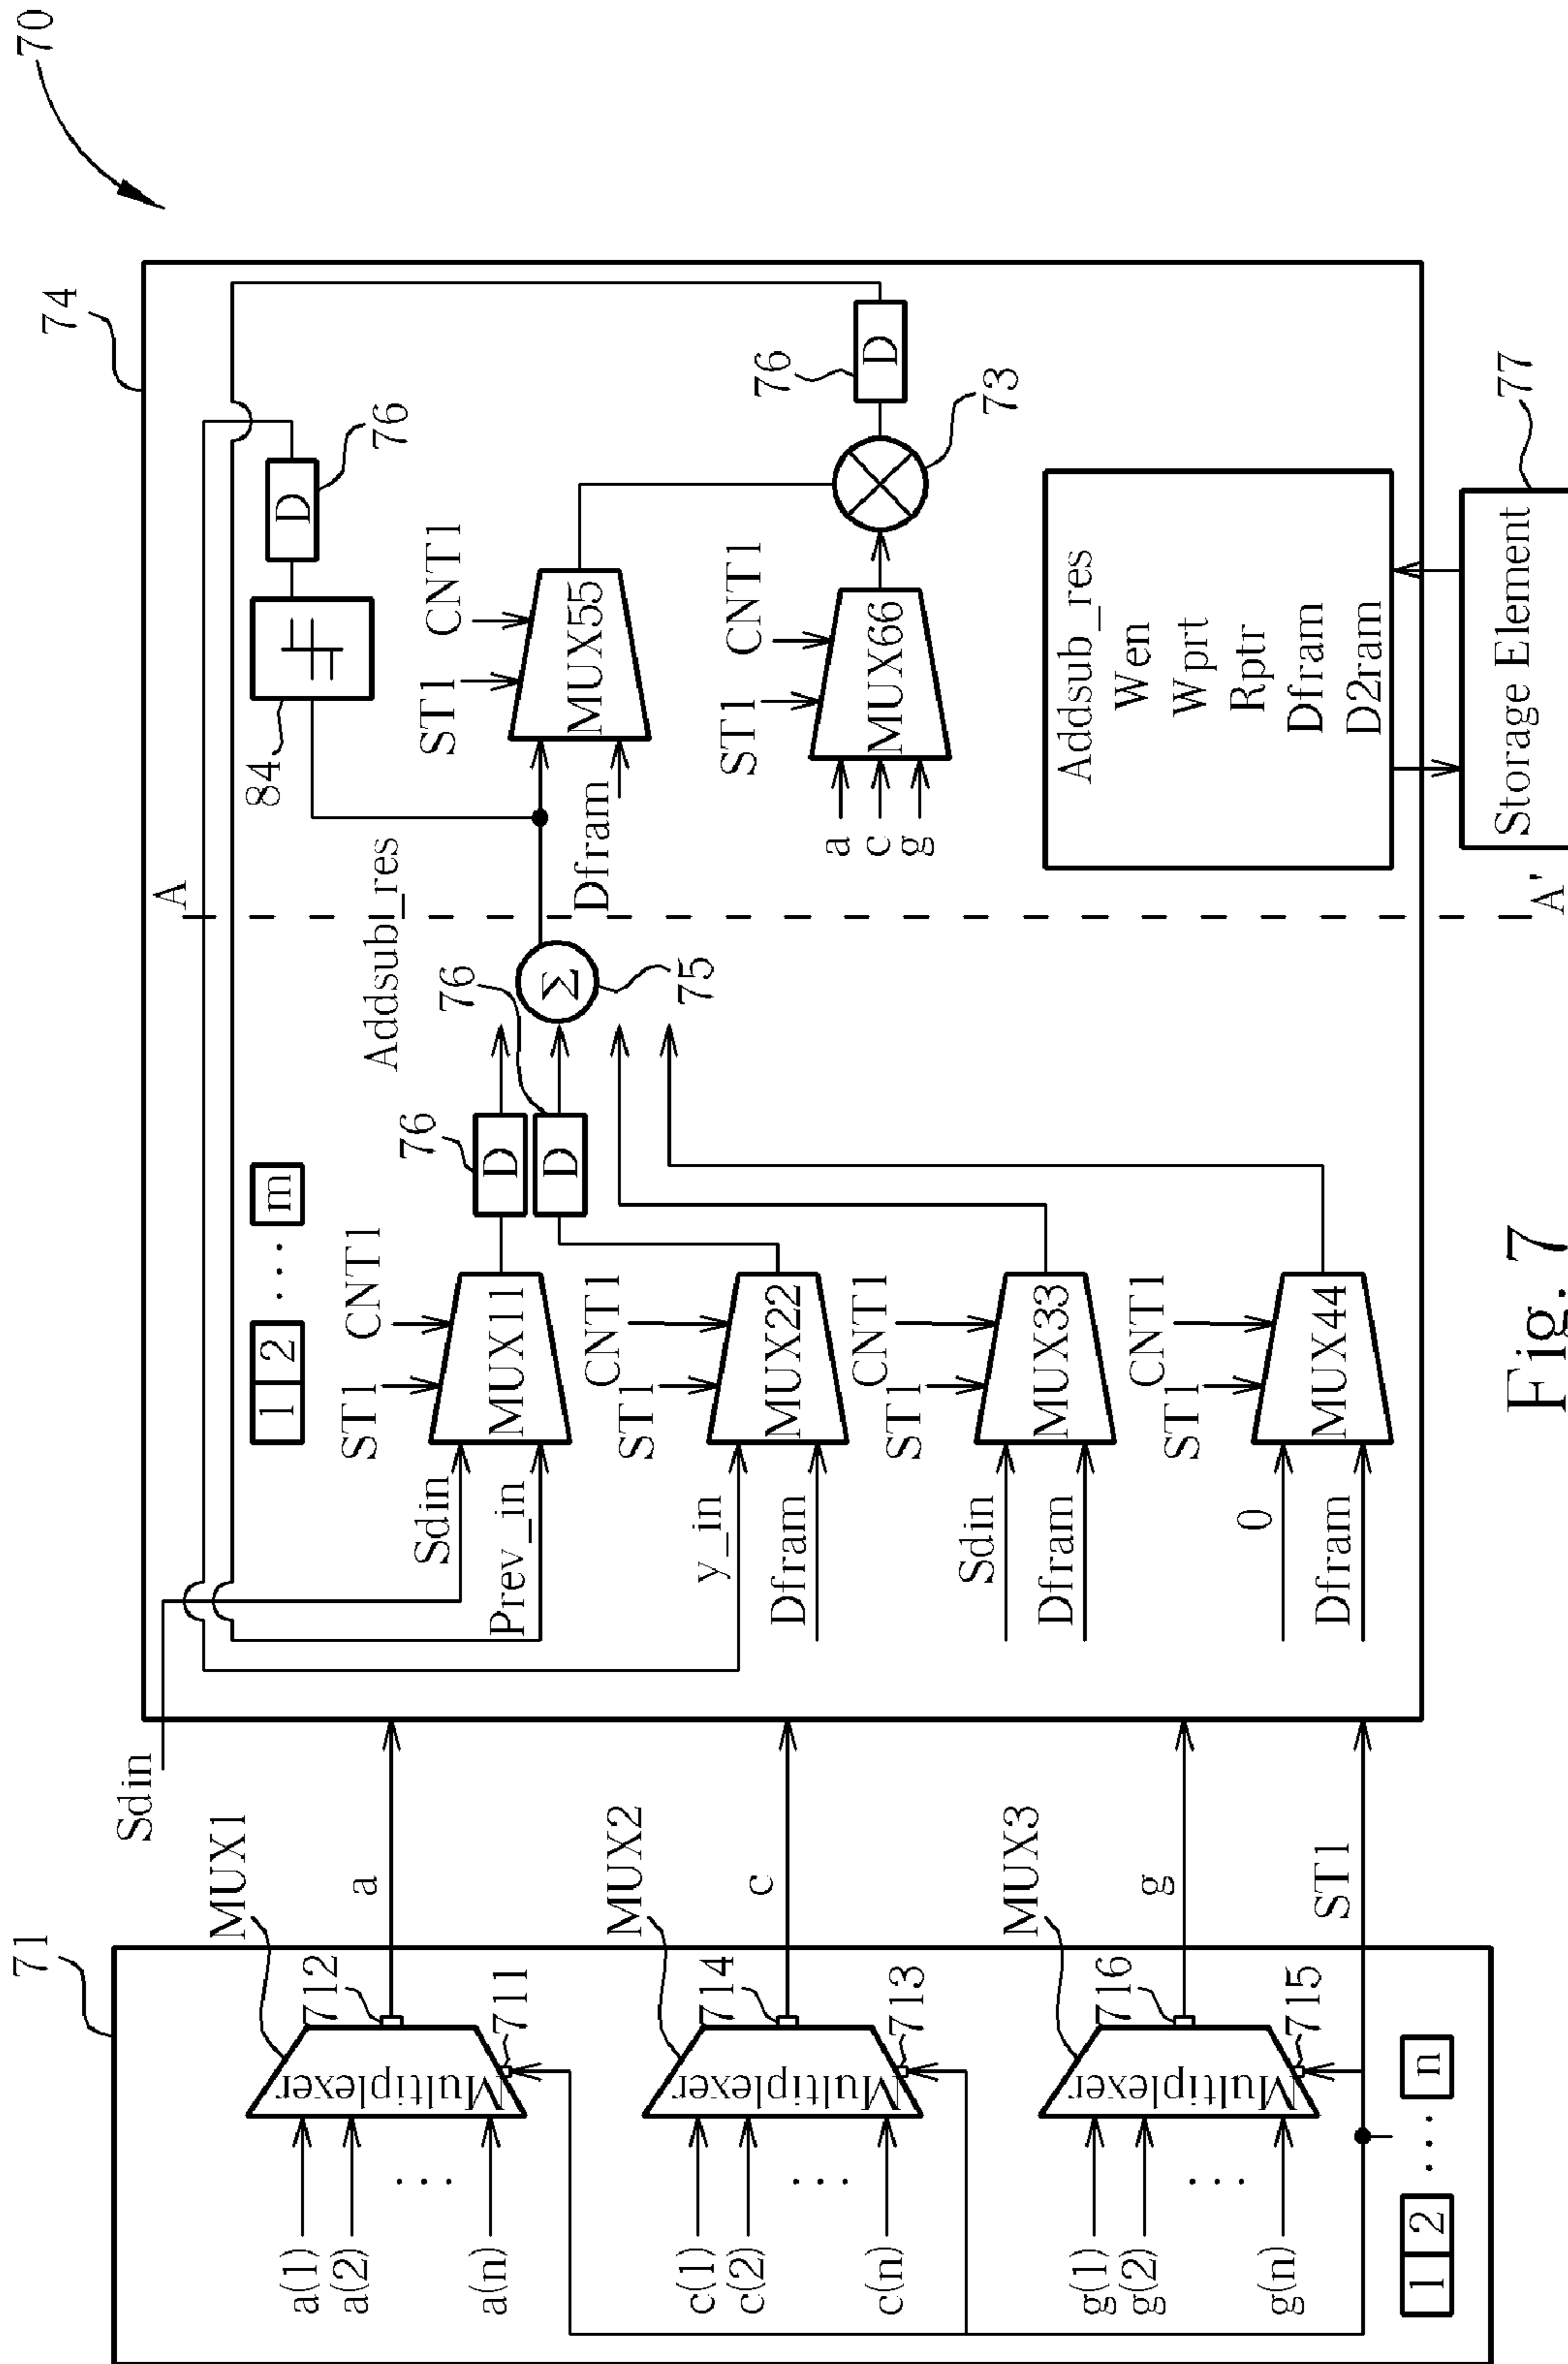 70
71
MUX1
712
Multiplexer
711
a(1)
a(2)
...
a(n)
MUX2
714
Multiplexer
713
c(1)
c(2)
...
c(n)
MUX3
716
Multiplexer
715
g(1)
g(2)
...
g(n)
1 2 ... n
Sdin
a
c
g
ST1
74
1 2 ... m
Sdin
Prev_in
ST1
CNT1
MUX11
y_in
Dfram
ST1
CNT1
MUX22
Sdin
Dfram
ST1
CNT1
MUX33
0
Dfram
ST1
CNT1
MUX44
76
D
D
76
Addsub_res
Σ
75
A
A'
84
D
76
ST1
CNT1
MUX55
Dfram
ST1
CNT1
MUX66
a
c
g
73
76
D
Addsub_res
Wen
Wprt
Rptr
Dfram
D2ram
Storage Element
77
Fig. 7